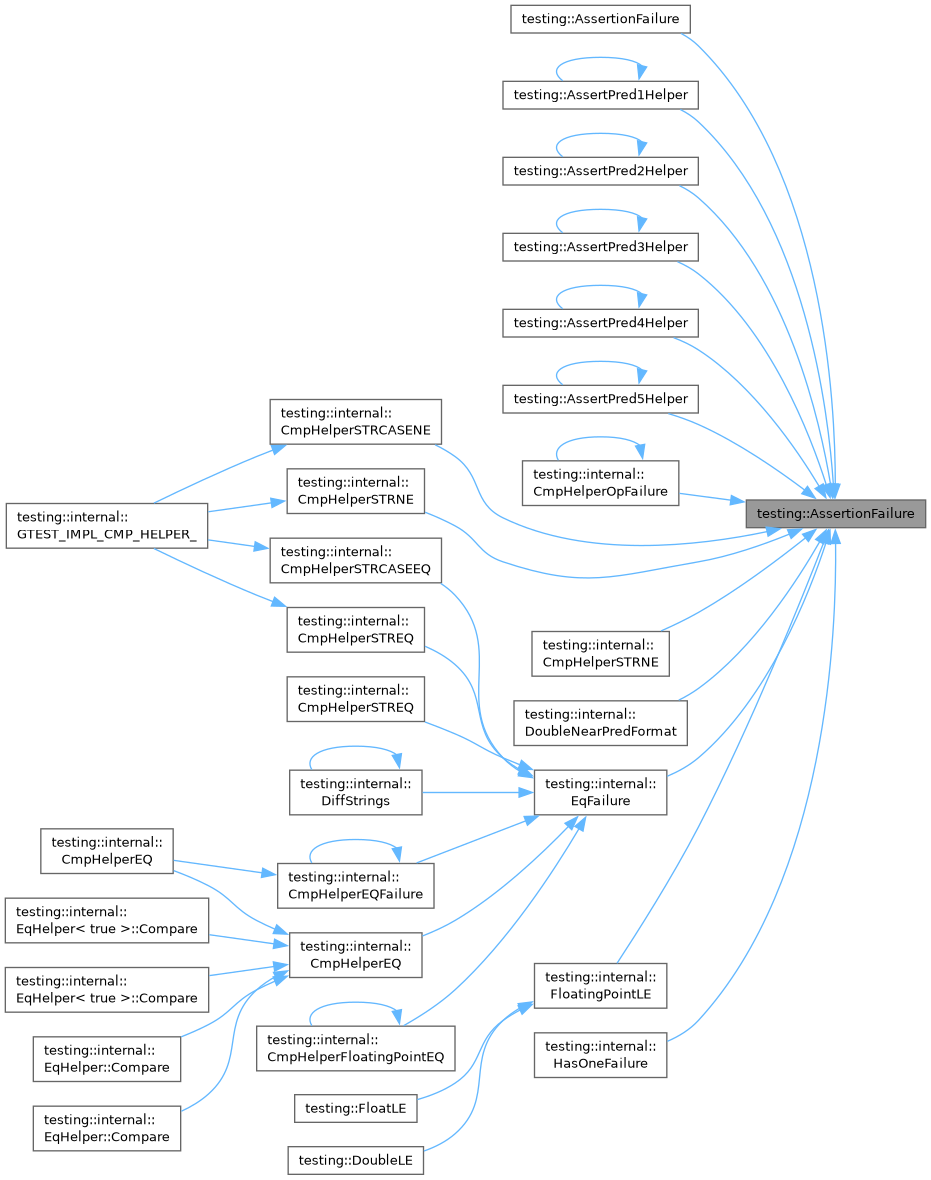 testing::AssertionFailure
testing::AssertPred1Helper
testing::AssertPred2Helper
testing::AssertPred3Helper
testing::AssertPred4Helper
testing::AssertPred5Helper
testing::internal::
CmpHelperSTRCASENE
testing::internal::
CmpHelperOpFailure
testing::internal::
CmpHelperSTRNE
testing::internal::
GTEST_IMPL_CMP_HELPER_
testing::AssertionFailure
testing::internal::
CmpHelperSTRCASEEQ
testing::internal::
CmpHelperSTREQ
testing::internal::
CmpHelperSTRNE
testing::internal::
CmpHelperSTREQ
testing::internal::
DoubleNearPredFormat
testing::internal::
DiffStrings
testing::internal::
EqFailure
testing::internal::
CmpHelperEQ
testing::internal::
CmpHelperEQFailure
testing::internal::
EqHelper< true >::Compare
testing::internal::
CmpHelperEQ
testing::internal::
EqHelper< true >::Compare
testing::internal::
FloatingPointLE
testing::internal::
EqHelper::Compare
testing::internal::
CmpHelperFloatingPointEQ
testing::internal::
HasOneFailure
testing::FloatLE
testing::internal::
EqHelper::Compare
testing::DoubleLE